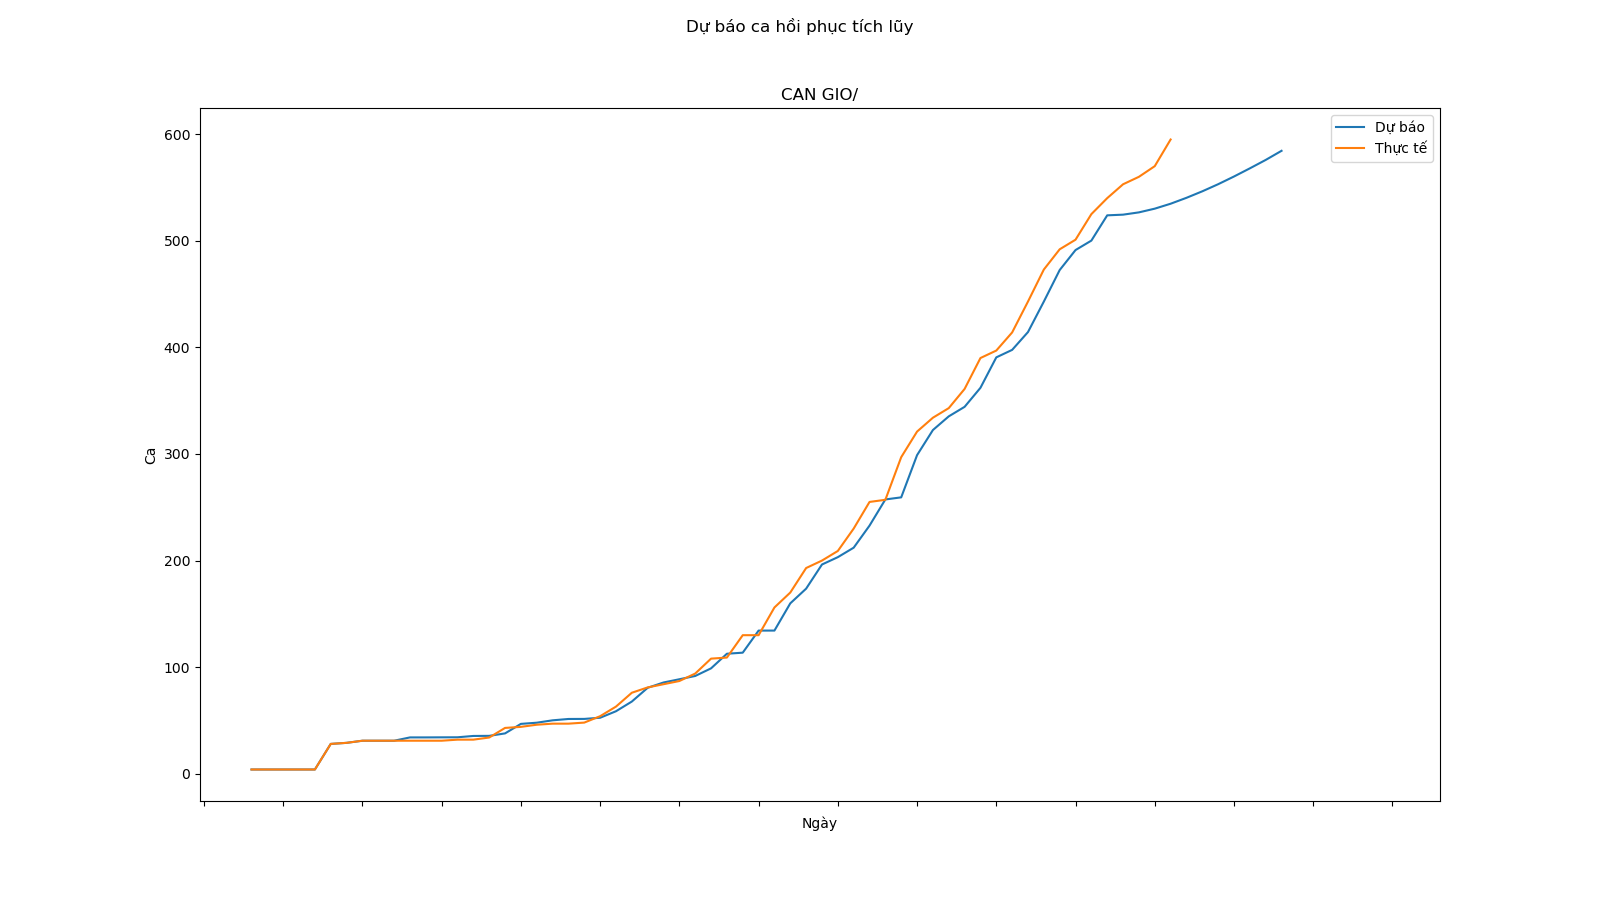 Dự báo ca hồi phục tích lũy
CAN GIO/
Dự báo
Thực tế
600
500
400
300
200
100
0
Ca
Ngày